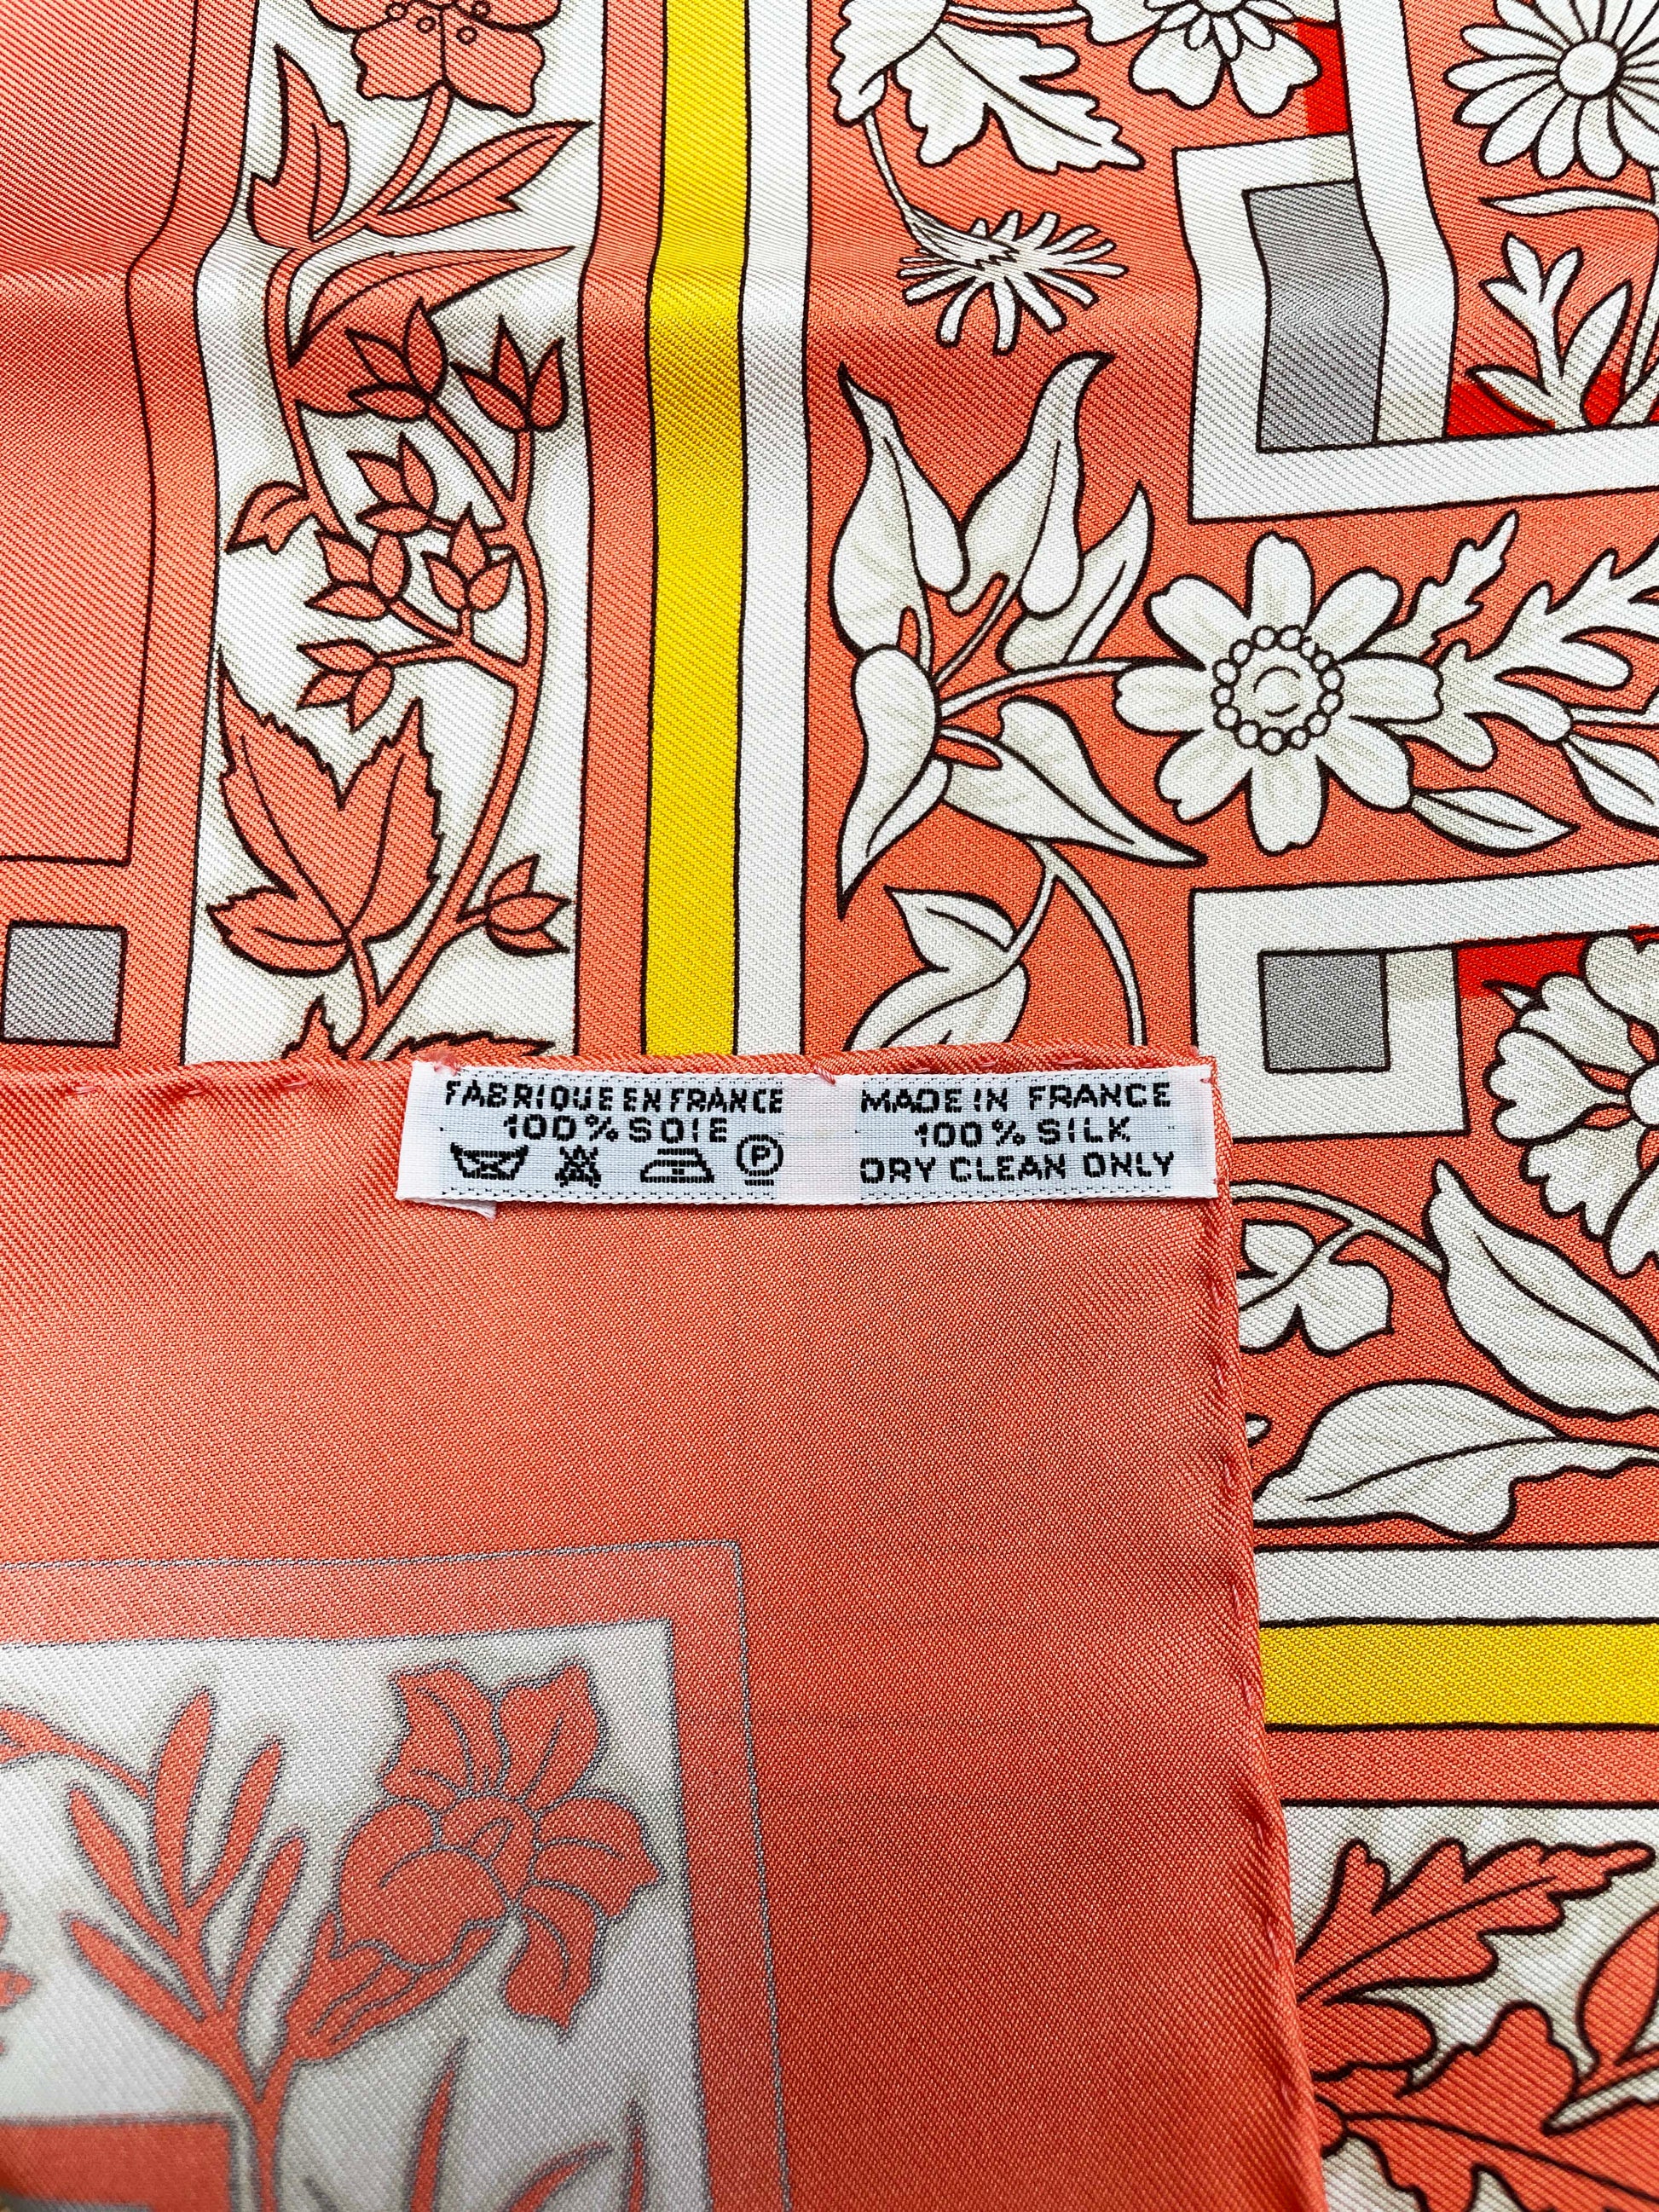 FABRIQUE EN FRANCE
100% SOIE
P
MADE IN FRANCE
100% SILK
DRY CLEAN ONLY